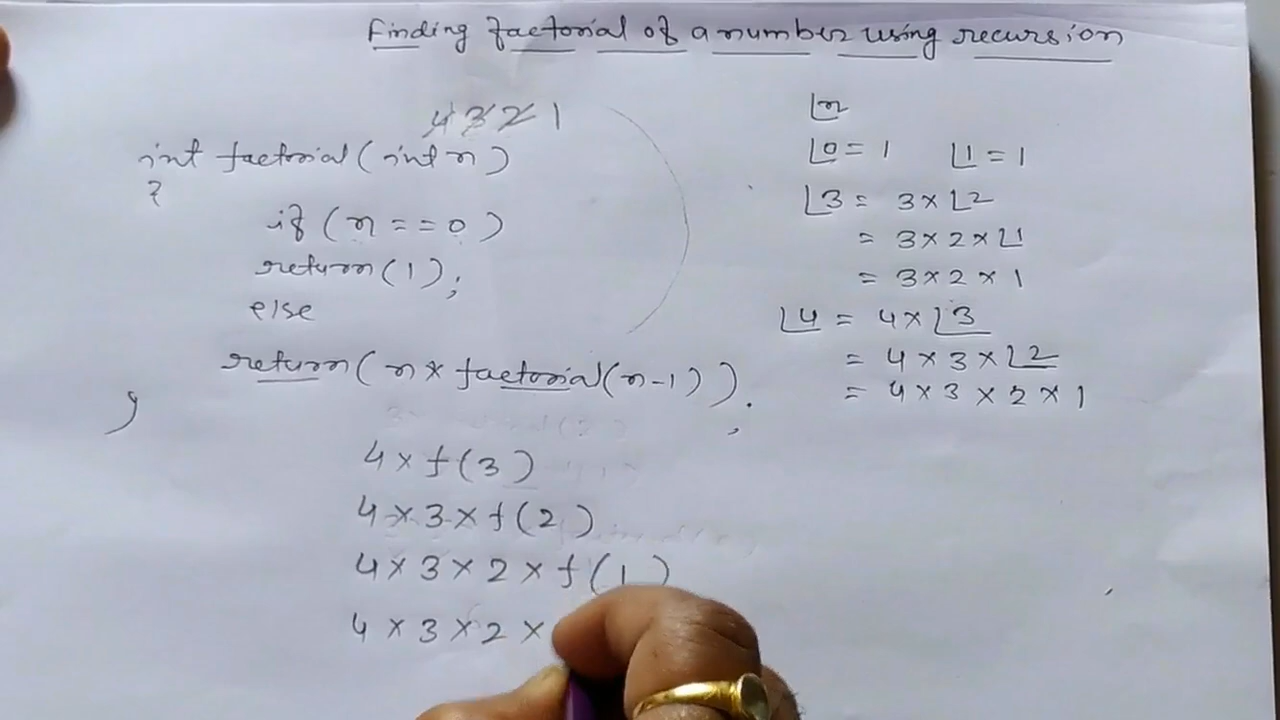 Finding factorial of a number using recursion
4 3 2 1
int factorial(int n)
{
if (n == 0)
return(1);
else
return(n * factorial(n-1));
}
4 × f(3)
4 × 3 × f(2)
4 × 3 × 2 × f(1)
4 × 3 × 2 ×
⌊n
⌊0 = 1 ⌊1 = 1
⌊3 = 3 × ⌊2
= 3 × 2 × ⌊1
= 3 × 2 × 1
⌊4 = 4 × ⌊3
= 4 × 3 × ⌊2
= 4 × 3 × 2 × 1